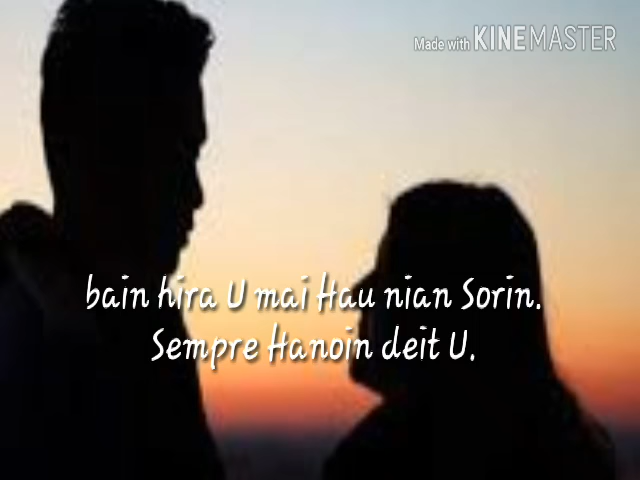 Made with KINEMASTER
bain hira U mai Hau nian Sorin.
Sempre Hanoin deit U.